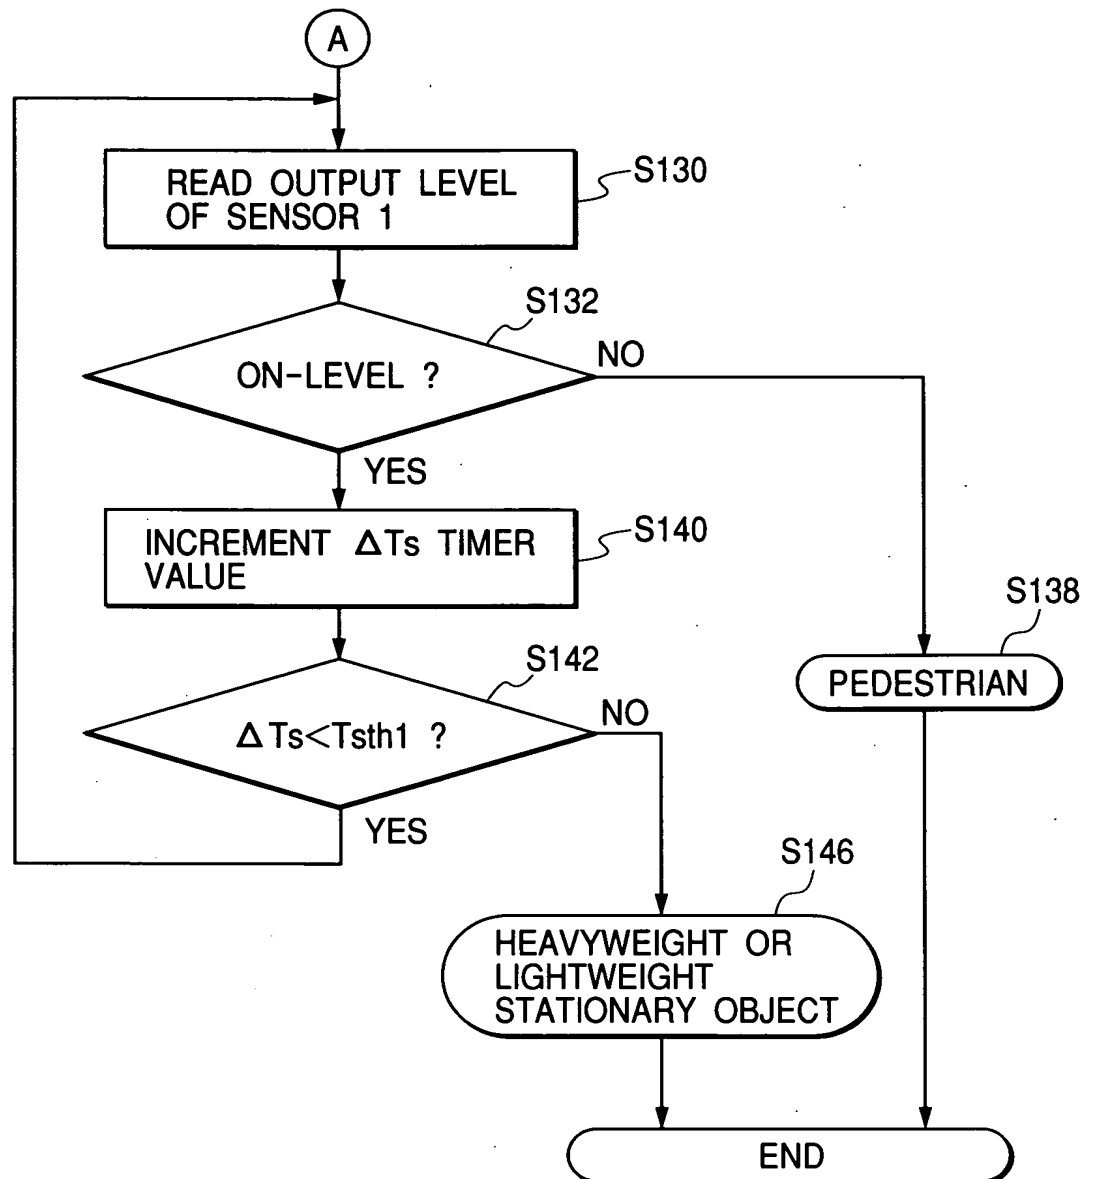 A
READ OUTPUT LEVEL
OF SENSOR 1
S130
S132
ON-LEVEL ?
NO
YES
INCREMENT ΔTs TIMER
VALUE
S140
S138
PEDESTRIAN
S142
ΔTs<Tsth1 ?
NO
YES
S146
HEAVYWEIGHT OR
LIGHTWEIGHT
STATIONARY OBJECT
END